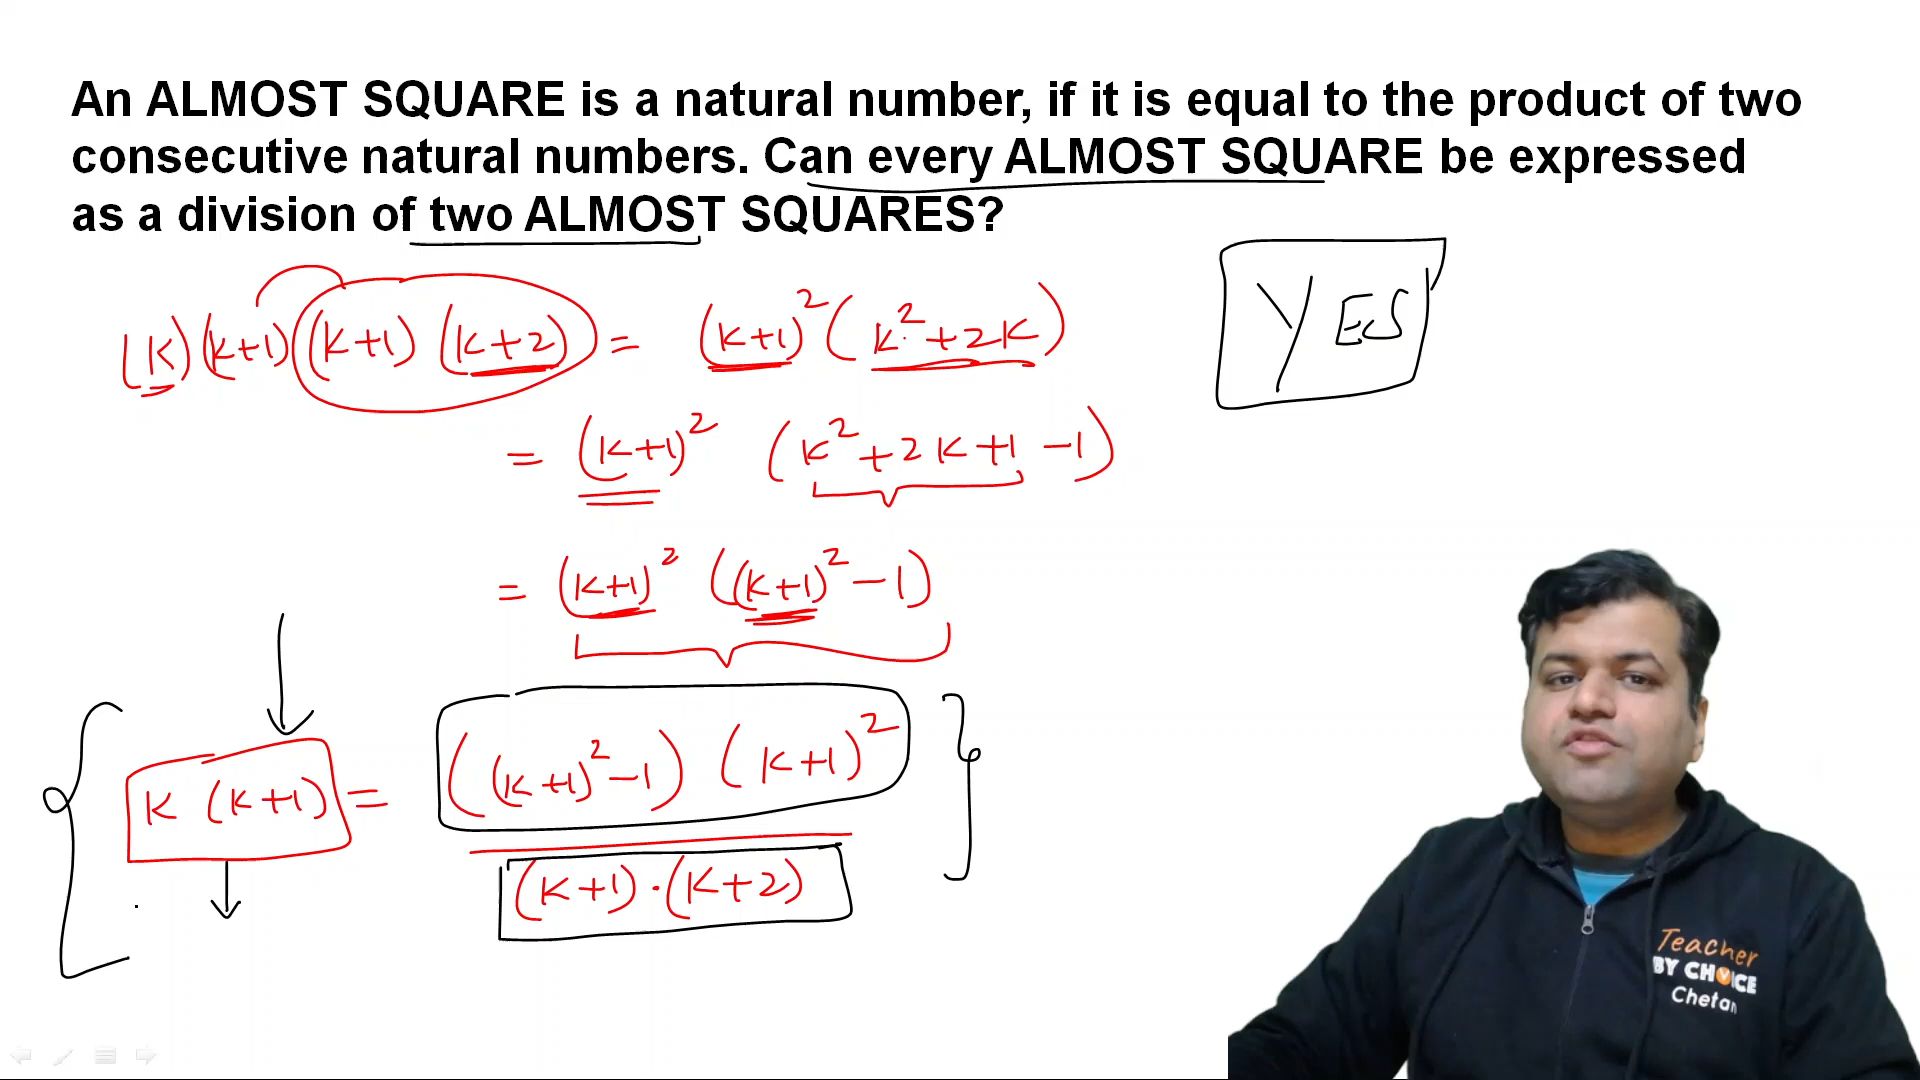 An ALMOST SQUARE is a natural number, if it is equal to the product of two
consecutive natural numbers. Can every ALMOST SQUARE be expressed
as a division of two ALMOST SQUARES?
YES
(K)(K+1)(K+1)(K+2) = (K+1)²(K²+2K)
= (K+1)² (K²+2K+1-1)
= (K+1)² ((K+1)²-1)
K(K+1) = ((K+1)²-1)(K+1)²
(K+1)·(K+2)
Teacher
BY CHOICE
Chetan